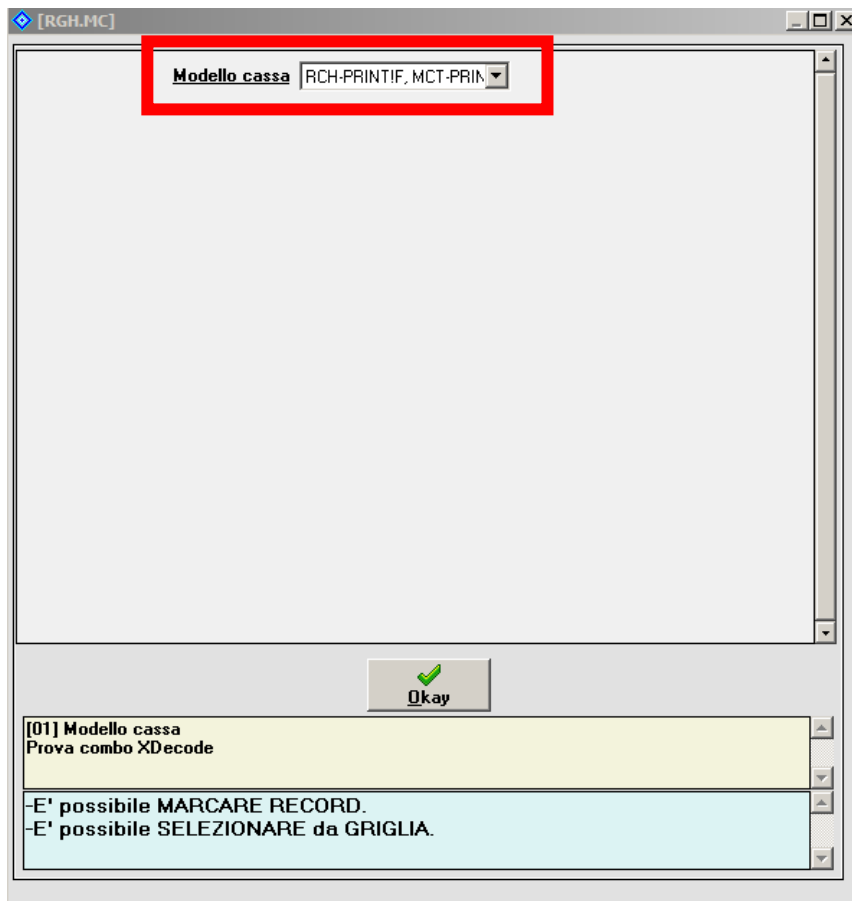 [RGH.MC]
Modello cassa RCH-PRINT!F, MCT-PRIN
Okay
[01] Modello cassa
Prova combo XDecode
-E' possibile MARCARE RECORD.
-E' possibile SELEZIONARE da GRIGLIA.